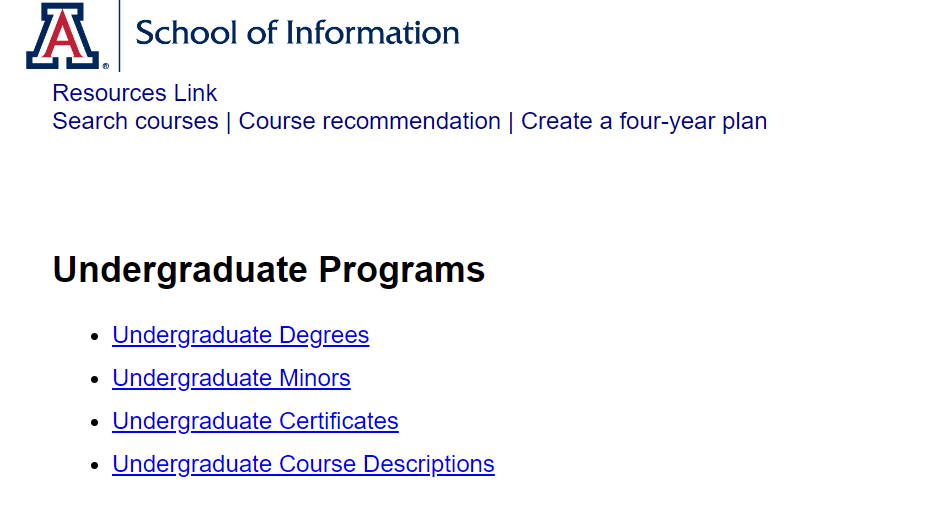 A ®
School of Information
Resources Link
Search courses | Course recommendation | Create a four-year plan
Undergraduate Programs
• Undergraduate Degrees
• Undergraduate Minors
• Undergraduate Certificates
• Undergraduate Course Descriptions